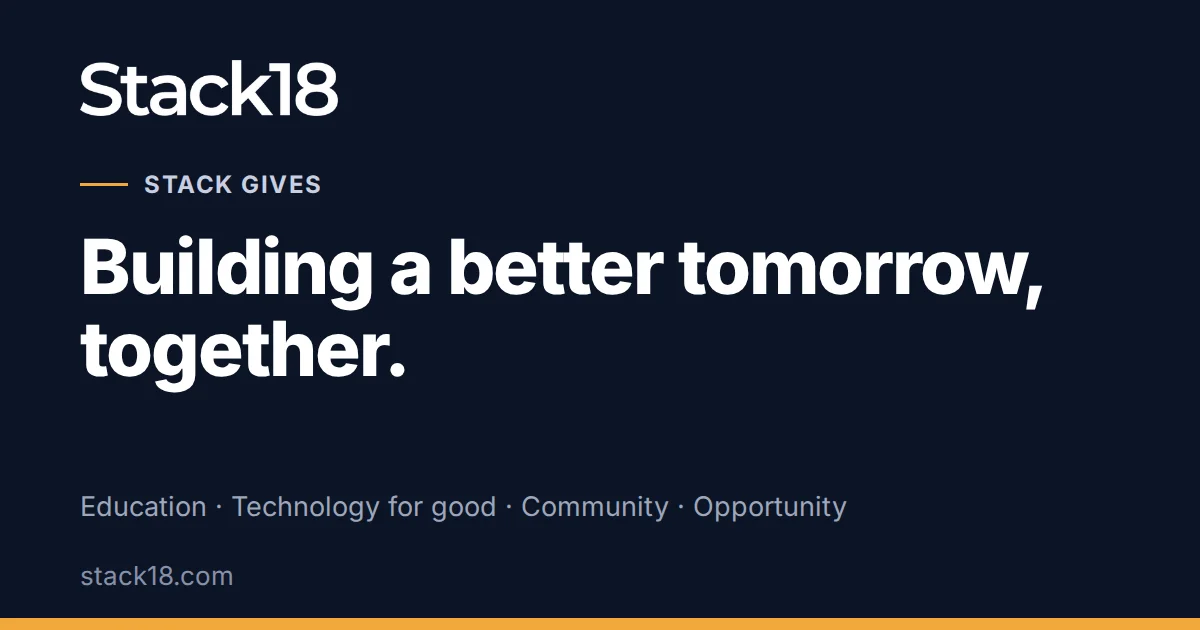 Stack18
STACK GIVES
Building a better tomorrow,
together.
Education · Technology for good · Community · Opportunity
stack18.com